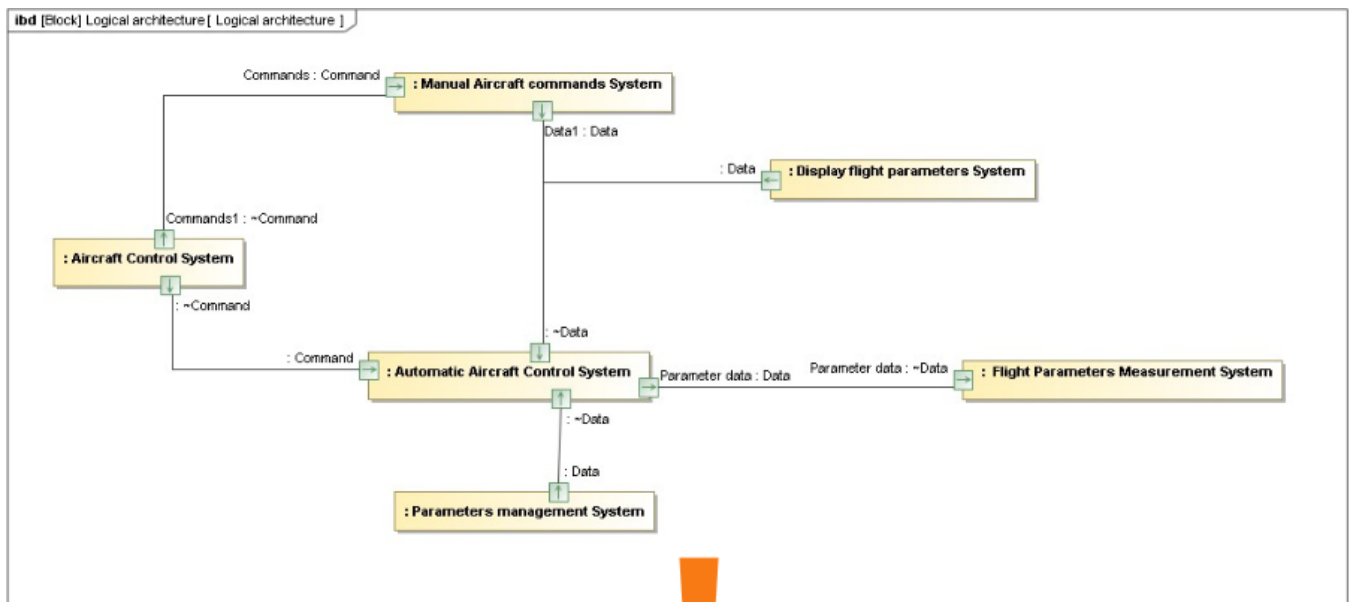 ibd [Block] Logical architecture [ Logical architecture ]
Commands : Command
: Manual Aircraft commands System
Data1 : Data
: Data
: Display flight parameters System
Commands1 : ~Command
: Aircraft Control System
: ~Command
: ~Data
: Command
: Automatic Aircraft Control System
Parameter data : Data
Parameter data : ~Data
: Flight Parameters Measurement System
: ~Data
: Data
: Parameters management System